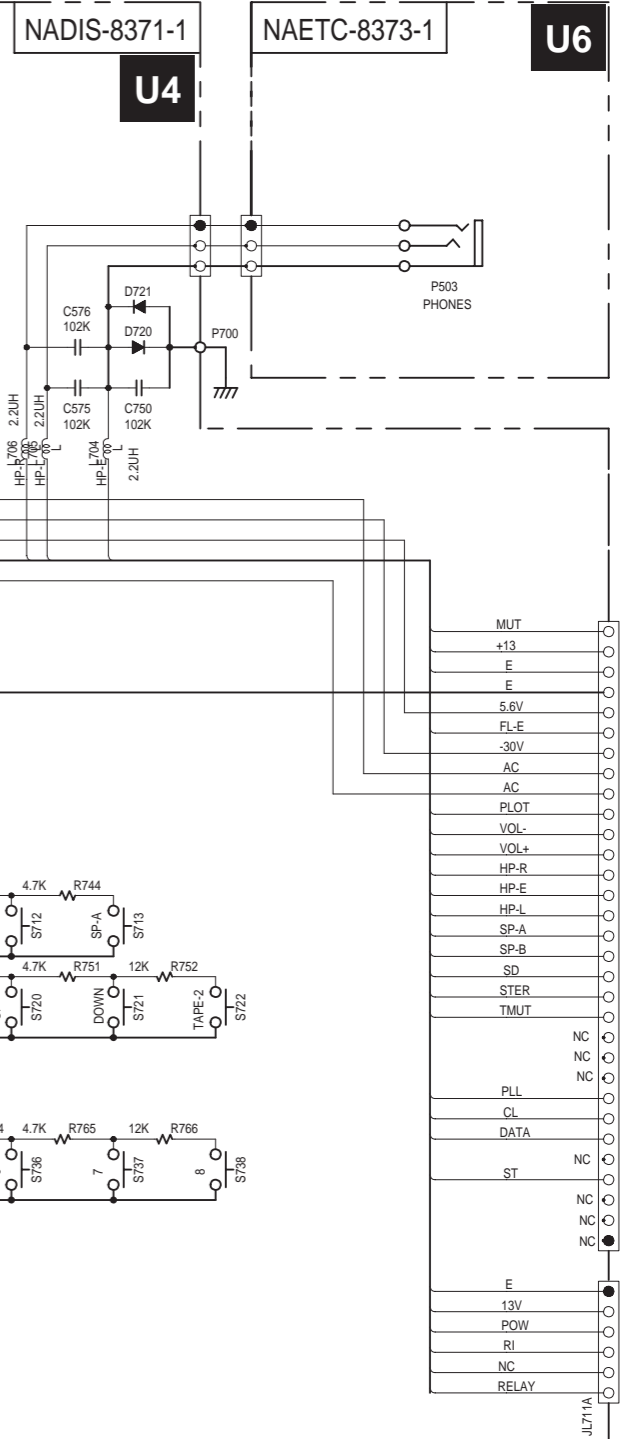 NADIS-8371-1
U4
NAETC-8373-1
U6
P503
PHONES
D721
C576
102K
D720
P700
C575
102K
C750
102K
2.2UH
2.2UH
2.2UH
L706
L705
L704
L
L
HP-R
HP-L
HP-E
MUT
+13
E
E
5.6V
FL-E
-30V
AC
AC
PLOT
VOL-
VOL+
HP-R
HP-E
HP-L
SP-A
SP-B
SD
STER
TMUT
NC
NC
NC
PLL
CL
DATA
NC
ST
NC
NC
NC
E
13V
POW
RI
NC
RELAY
JL711A
4.7K R744
S712
SP-A
S713
4.7K R751 12K R752
S720
DOWN
S721
TAPE-2
S722
4 4.7K R765 12K R766
S736
7
S737
8
S738